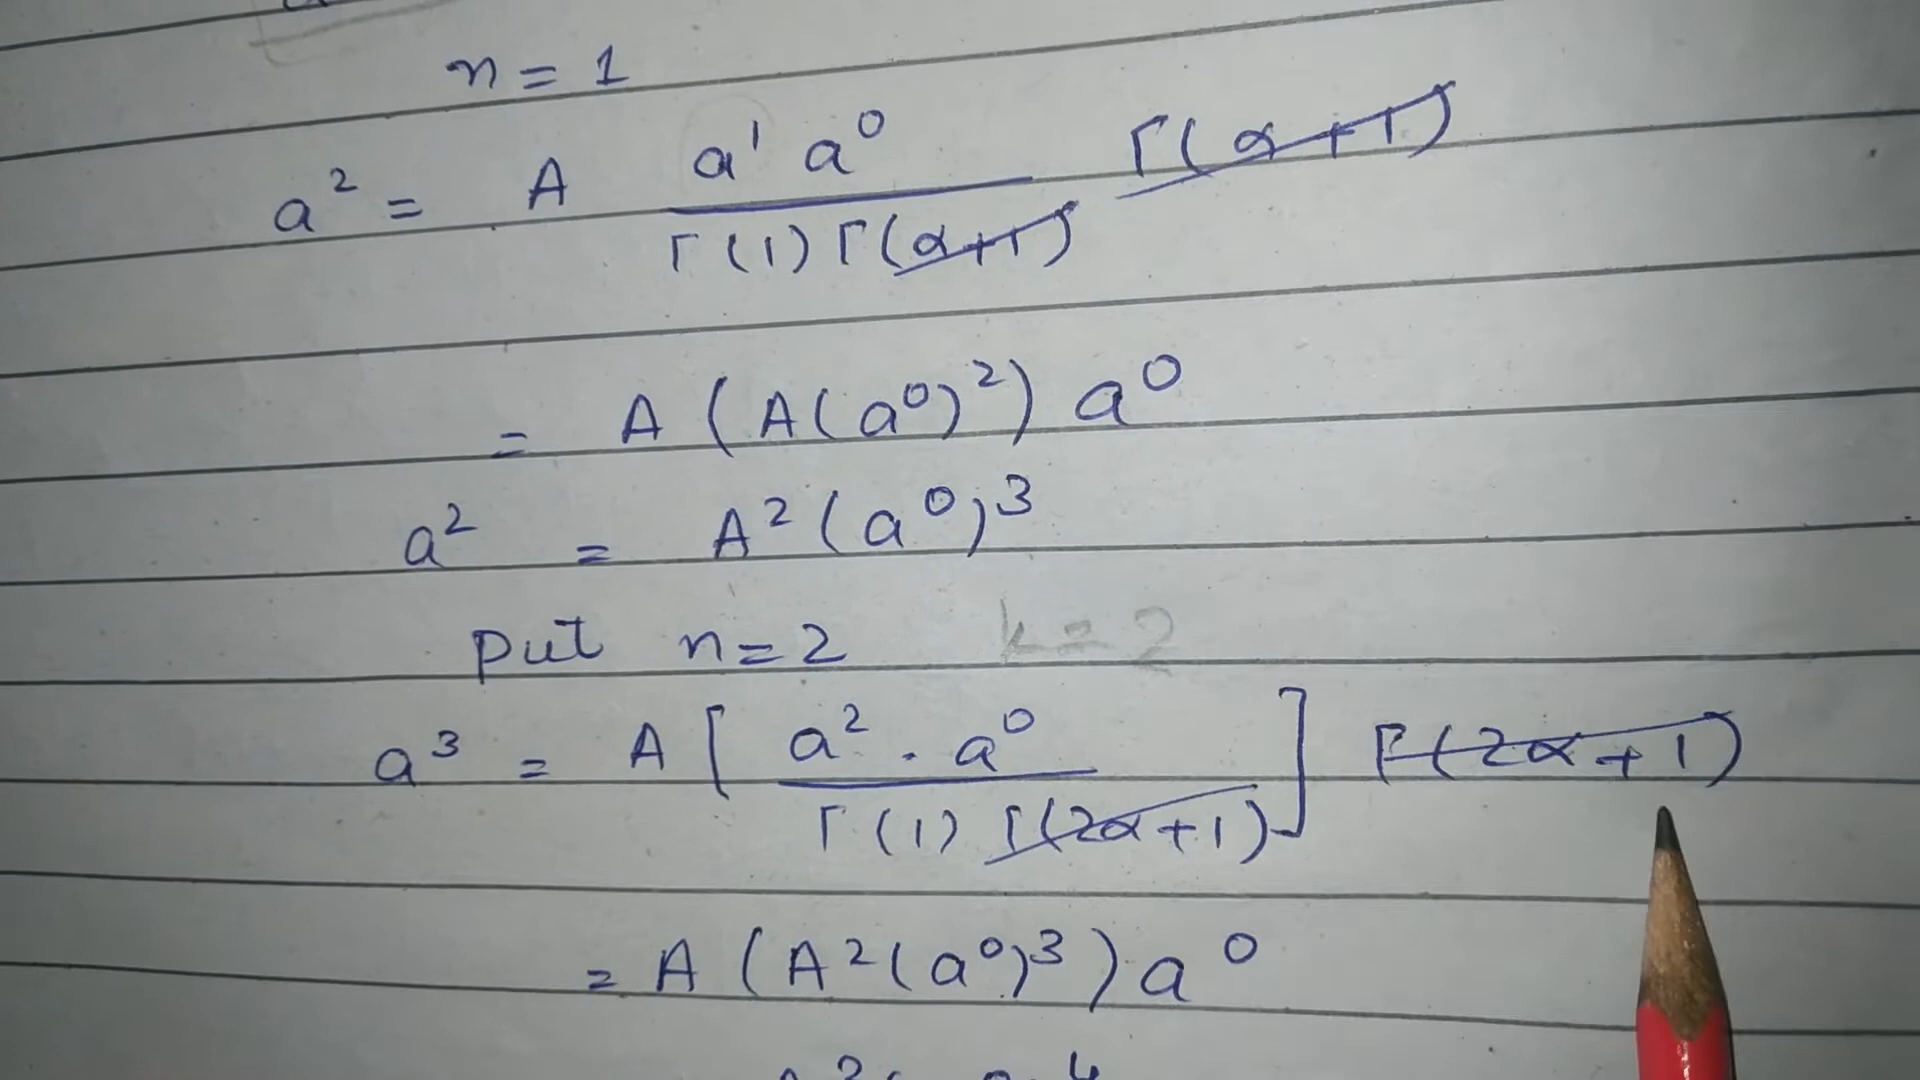 n = 1
a² = A a¹ a⁰ / Γ(1) Γ(α+1) Γ(α+1)
= A (A(a⁰)²) a⁰
a² = A² (a⁰)³
put n=2 k=2
a³ = A [ a² . a⁰ / Γ(1) Γ(2α+1) ] Γ(2α+1)
= A (A²(a⁰)³) a⁰